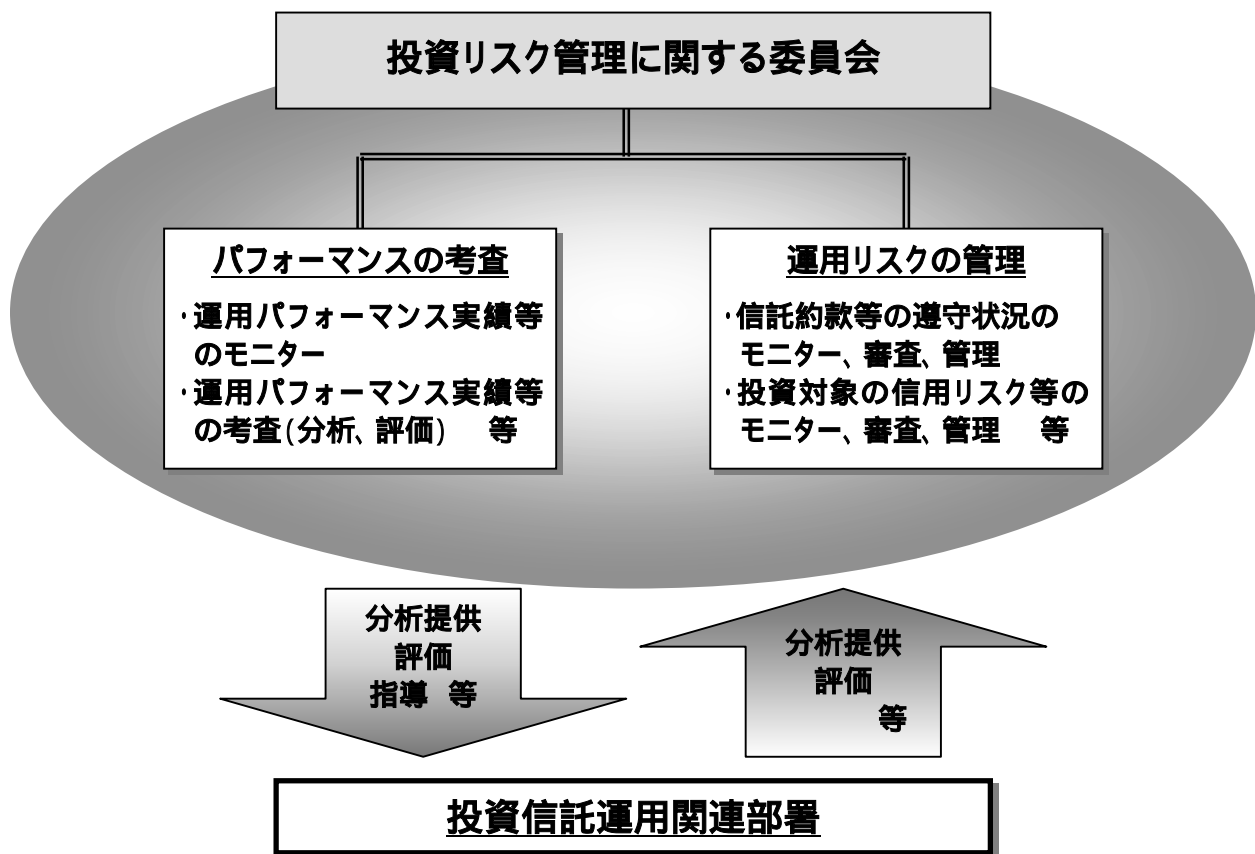 投資リスク管理に関する委員会
パフォーマンスの考査
・運用パフォーマンス実績等
のモニター
・運用パフォーマンス実績等
の考査(分析、評価) 等
運用リスクの管理
・信託約款等の遵守状況の
モニター、審査、管理
・投資対象の信用リスク等の
モニター、審査、管理 等
分析提供
評価
指導 等
分析提供
評価
等
投資信託運用関連部署